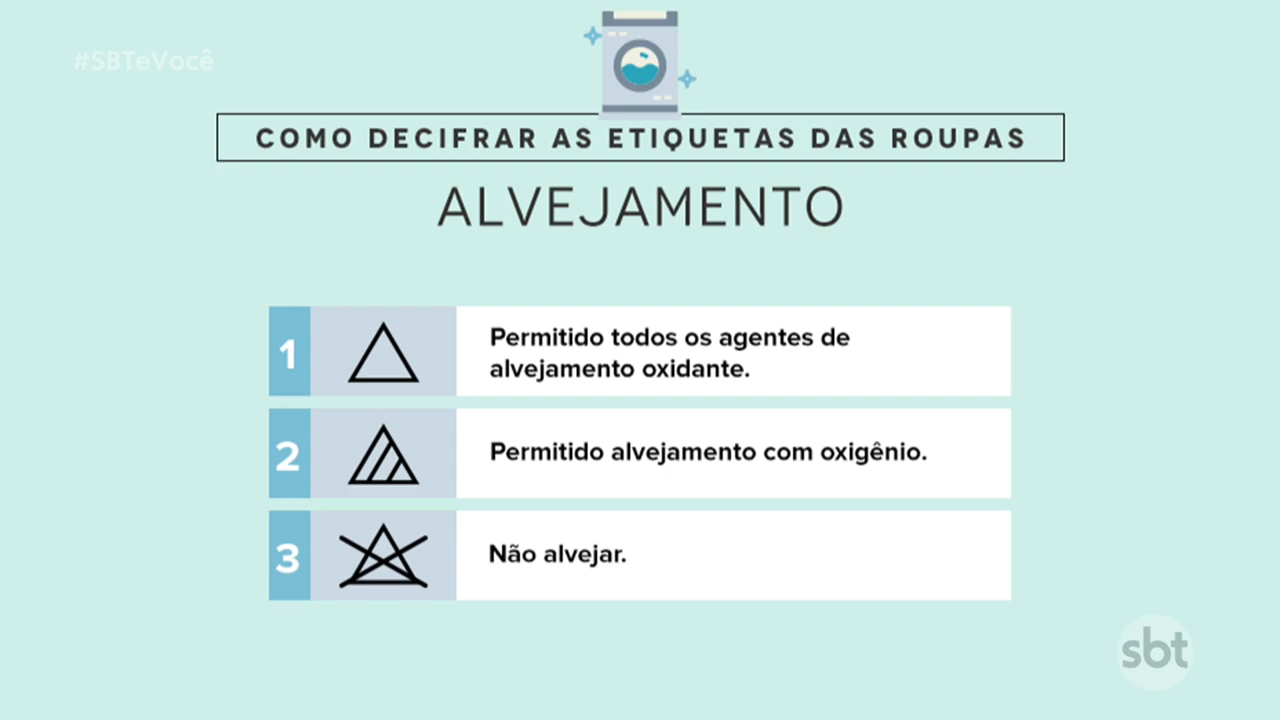 #SBTeVocê
COMO DECIFRAR AS ETIQUETAS DAS ROUPAS
ALVEJAMENTO
1
Permitido todos os agentes de
alvejamento oxidante.
2
Permitido alvejamento com oxigênio.
3
Não alvejar.
sbt